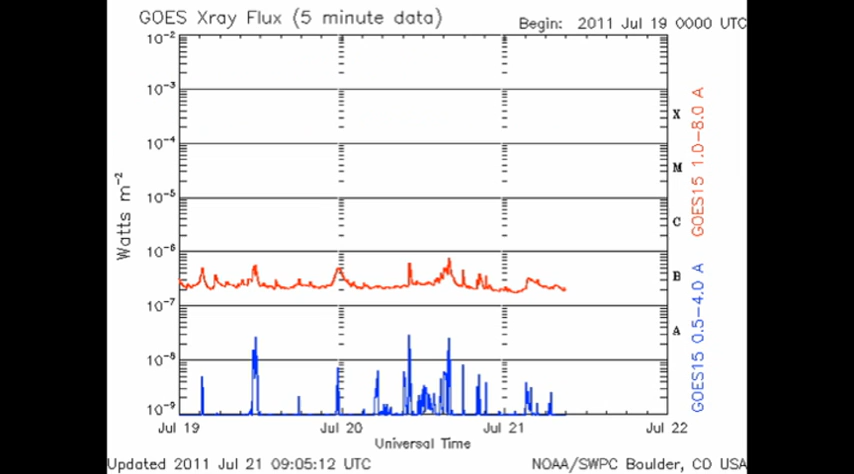 GOES Xray Flux (5 minute data)
Begin: 2011 Jul 19 0000 UTC
10-2
10-3
10-4
10-5
10-6
10-7
10-8
10-9
Watts m-2
X
M
C
B
A
GOES15 1.0-8.0 A
GOES15 0.5-4.0 A
Jul 19
Jul 20
Jul 21
Jul 22
Universal Time
Updated 2011 Jul 21 09:05:12 UTC
NOAA/SWPC Boulder, CO USA